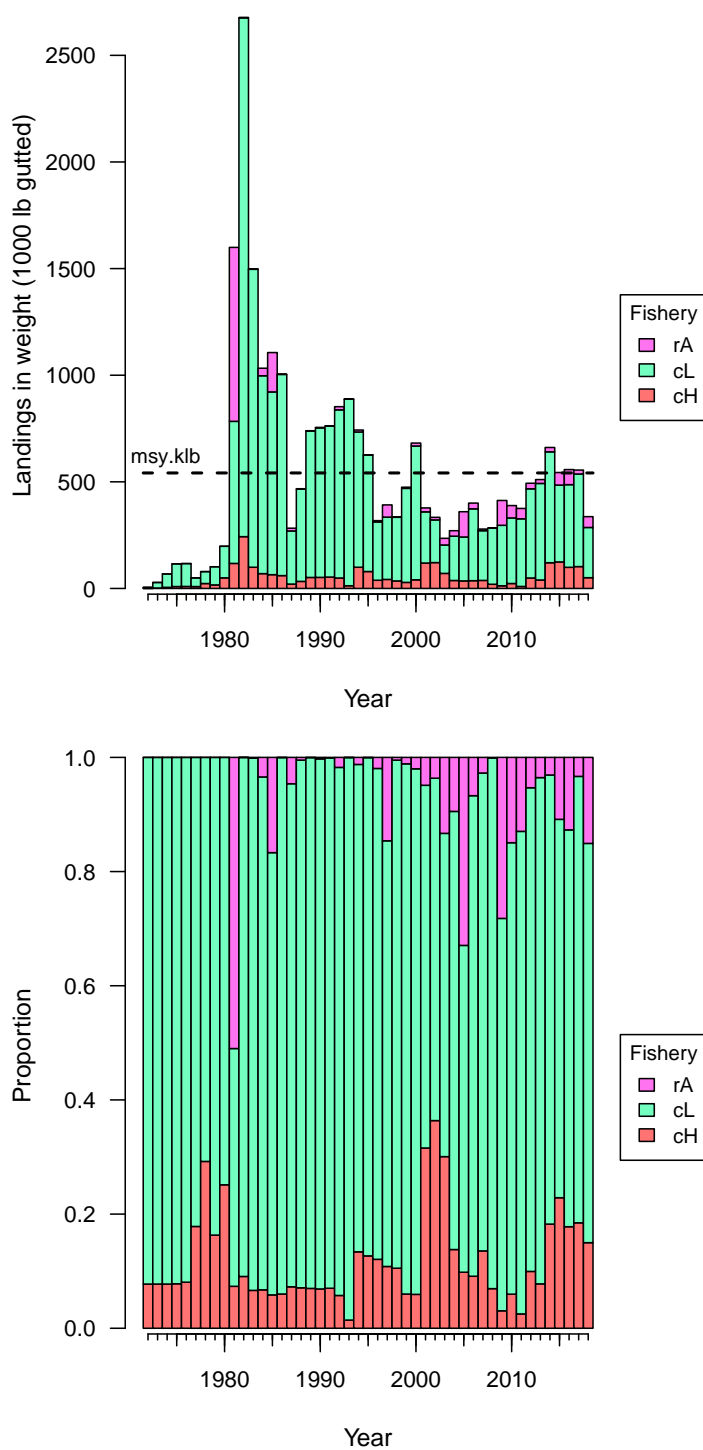 2500
2000
1500
1000
500
0
Landings in weight (1000 lb gutted)
msy.klb
1980 1990 2000 2010
Year
Fishery
rA
cL
cH
1.0
0.8
0.6
0.4
0.2
0.0
Proportion
1980 1990 2000 2010
Year
Fishery
rA
cL
cH